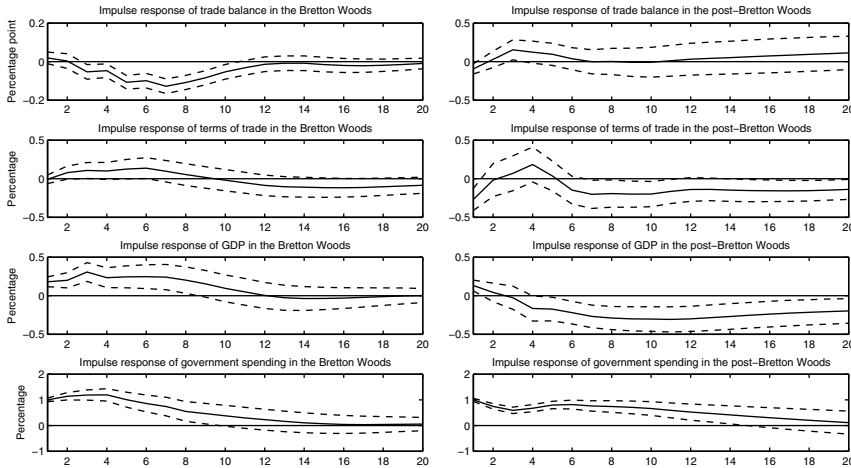 Impulse response of trade balance in the Bretton Woods
Percentage point
0.2
0
−0.2
2 4 6 8 10 12 14 16 18 20
Impulse response of trade balance in the post−Bretton Woods
0.5
0
−0.5
2 4 6 8 10 12 14 16 18 20
Impulse response of terms of trade in the Bretton Woods
Percentage
0.5
0
−0.5
2 4 6 8 10 12 14 16 18 20
Impulse response of terms of trade in the post−Bretton Woods
0.5
0
−0.5
2 4 6 8 10 12 14 16 18 20
Impulse response of GDP in the Bretton Woods
Percentage
0.5
0
−0.5
2 4 6 8 10 12 14 16 18 20
Impulse response of GDP in the post−Bretton Woods
0.5
0
−0.5
2 4 6 8 10 12 14 16 18 20
Impulse response of government spending in the Bretton Woods
Percentage
2
1
0
−1
2 4 6 8 10 12 14 16 18 20
Impulse response of government spending in the post−Bretton Woods
2
1
0
−1
2 4 6 8 10 12 14 16 18 20